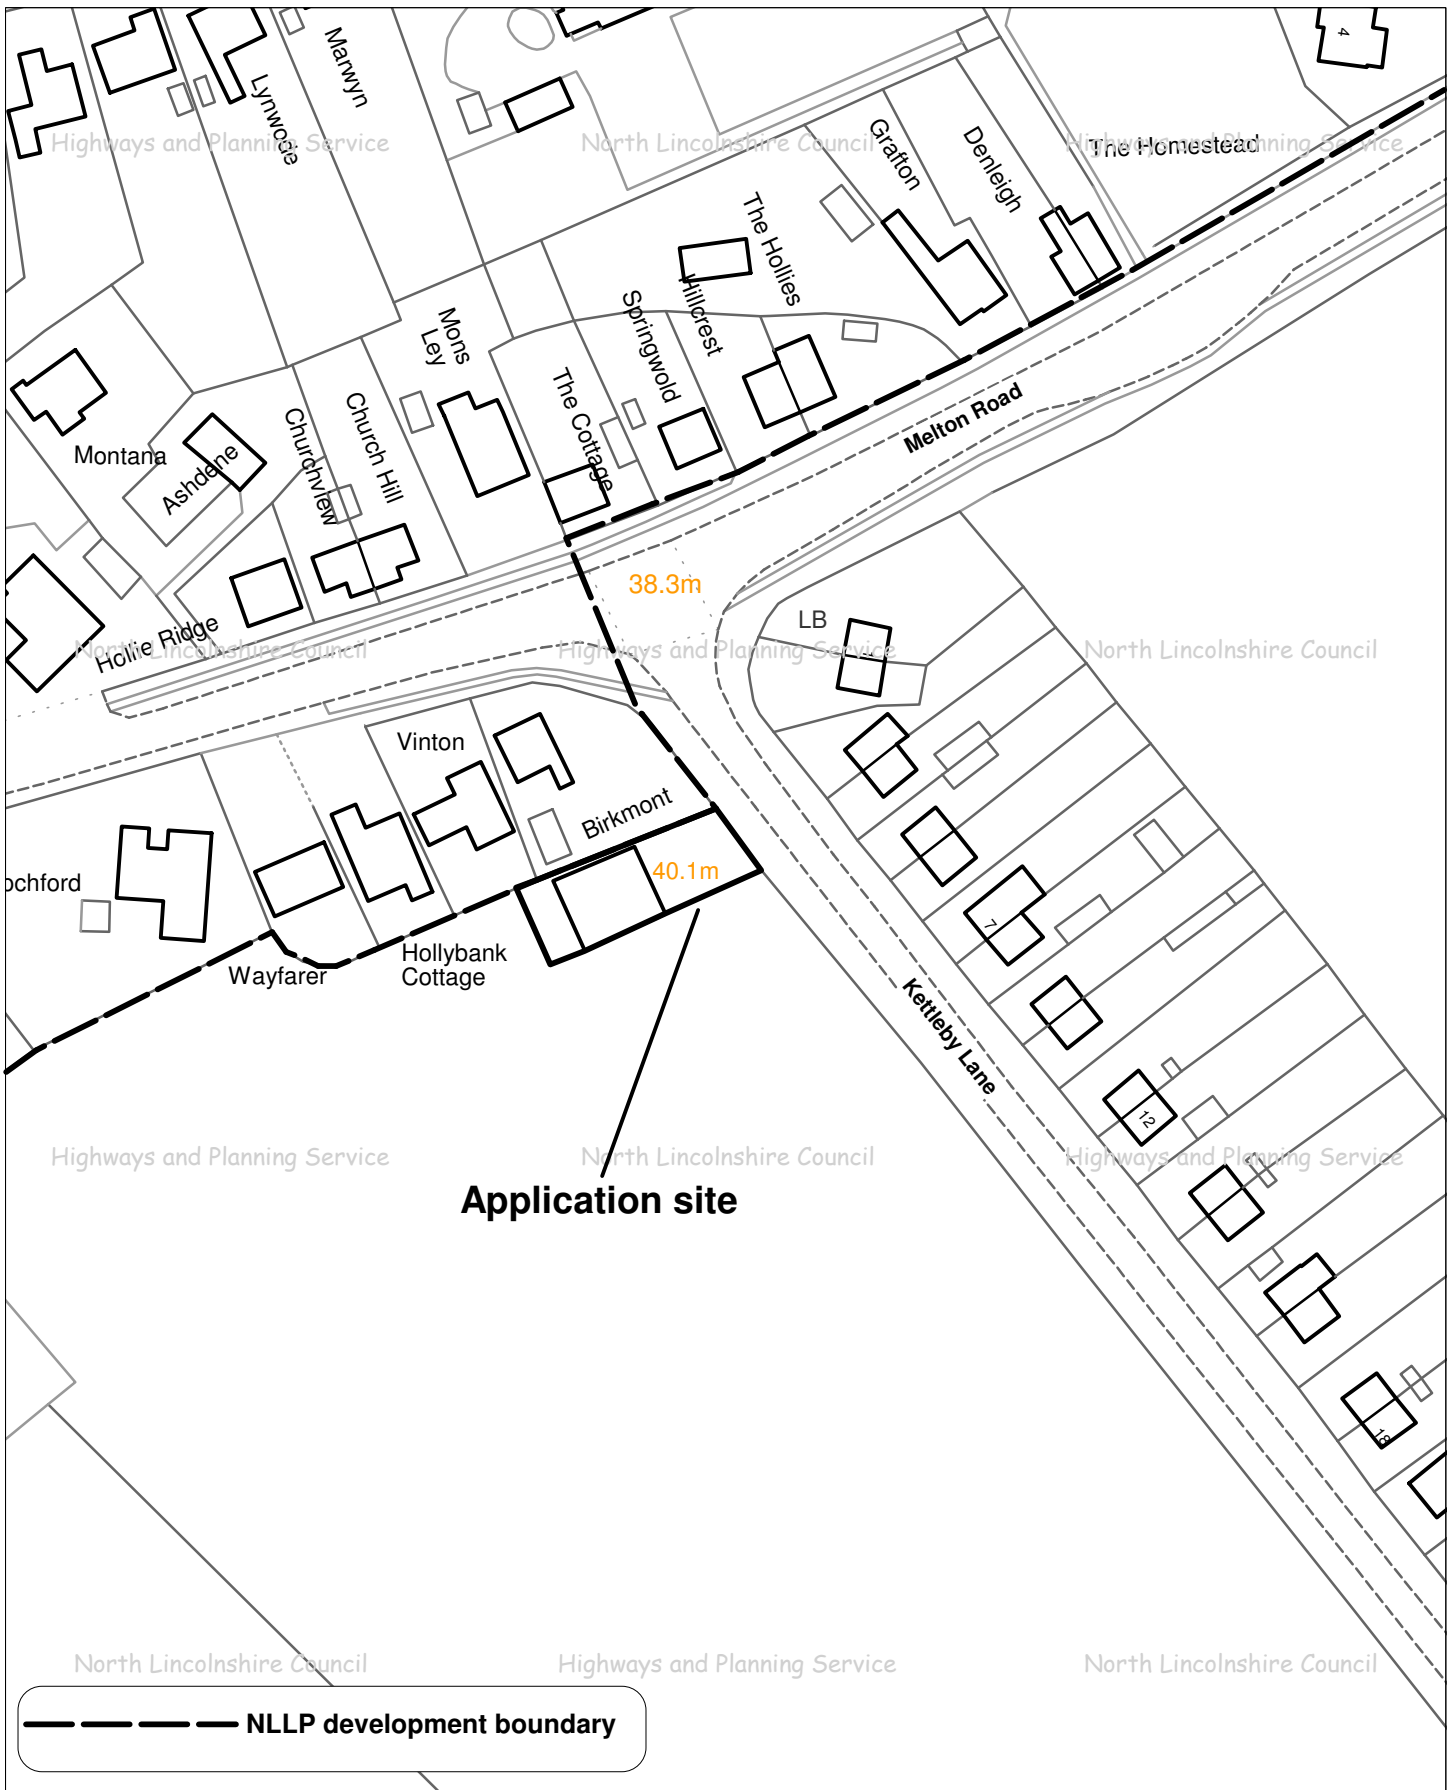 Marwyn
4
Lynwode
Highways and Planning Service
North Lincolnshire Council
Highways and Planning Service
The Homestead
Grafton
Denleigh
The Hollies
Hillcrest
Springwold
Mons
Ley
The Cottage
Church Hill
Churchview
Montana
Ashdene
Melton Road
38.3m
LB
Hollie Ridge
North Lincolnshire Council
Highways and Planning Service
North Lincolnshire Council
Vinton
Birkmont
40.1m
ochford
7
Hollybank
Cottage
Wayfarer
Kettleby Lane
12
Highways and Planning Service
North Lincolnshire Council
Highways and Planning Service
Application site
18
North Lincolnshire Council
Highways and Planning Service
North Lincolnshire Council
NLLP development boundary